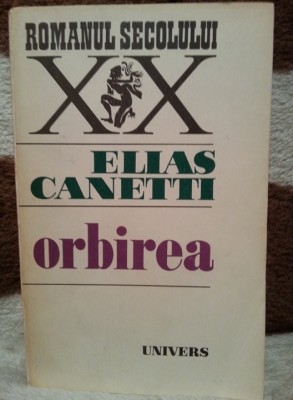 ROMANUL SECOLULUI
XX
ELIAS
CANETTI
orbirea
UNIVERS